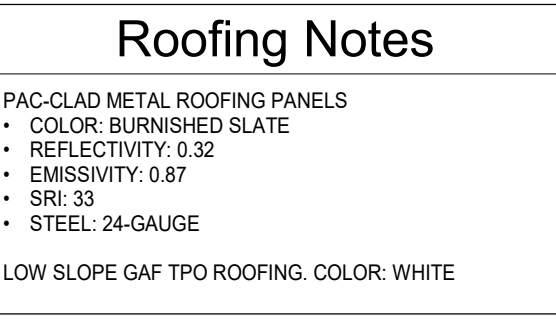 Roofing Notes
PAC-CLAD METAL ROOFING PANELS
• COLOR: BURNISHED SLATE
• REFLECTIVITY: 0.32
• EMISSIVITY: 0.87
• SRI: 33
• STEEL: 24-GAUGE
LOW SLOPE GAF TPO ROOFING. COLOR: WHITE